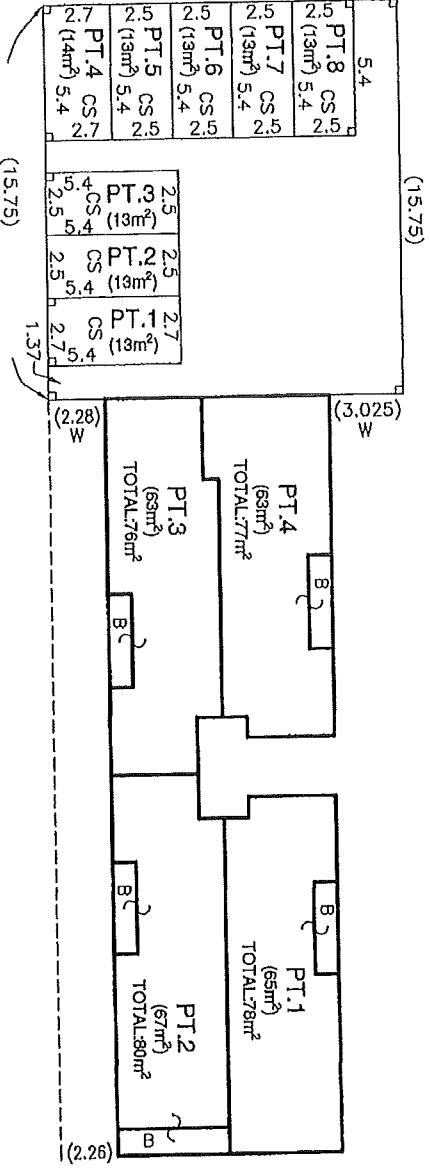 2.7
PT.4
(14m²)
CS
5.4
2.7
2.5
PT.5
(13m²)
CS
5.4
2.5
2.5
PT.6
(13m²)
CS
5.4
2.5
2.5
PT.7
(13m²)
CS
5.4
2.5
2.5
PT.8
(13m²)
CS
5.4
2.5
5.4
(15.75)
(15.75)
2.5
PT.3
(13m²)
5.4
CS
5.4
2.5
2.5
PT.2
(13m²)
CS
5.4
2.5
2.7
PT.1
(13m²)
CS
5.4
2.7
1.37
(2.28)
W
(3.025)
W
PT.4
(63m²)
TOTAL:77m²
B
PT.3
(63m²)
TOTAL:76m²
B
PT.1
(65m²)
TOTAL:78m²
B
PT.2
(67m²)
TOTAL:80m²
B
B
(2.26)